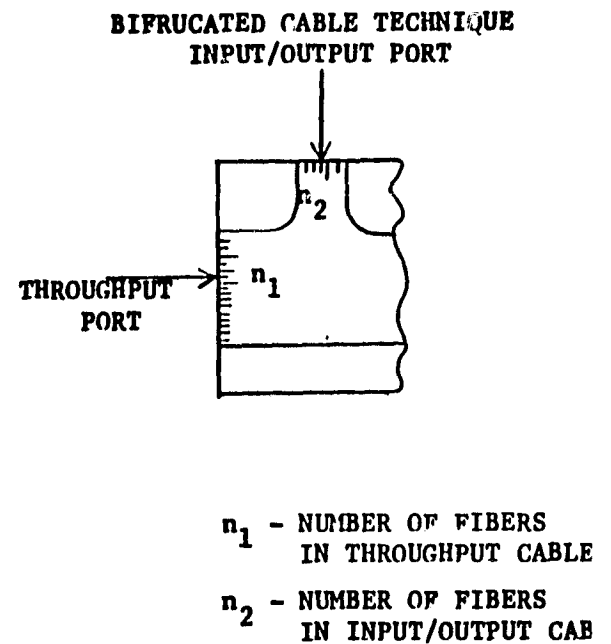 BIFRUCATED CABLE TECHNIQUE
INPUT/OUTPUT PORT
n2
n1
THROUGHPUT
PORT
n1 - NUMBER OF FIBERS
IN THROUGHPUT CABLE
n2 - NUMBER OF FIBERS
IN INPUT/OUTPUT CAB